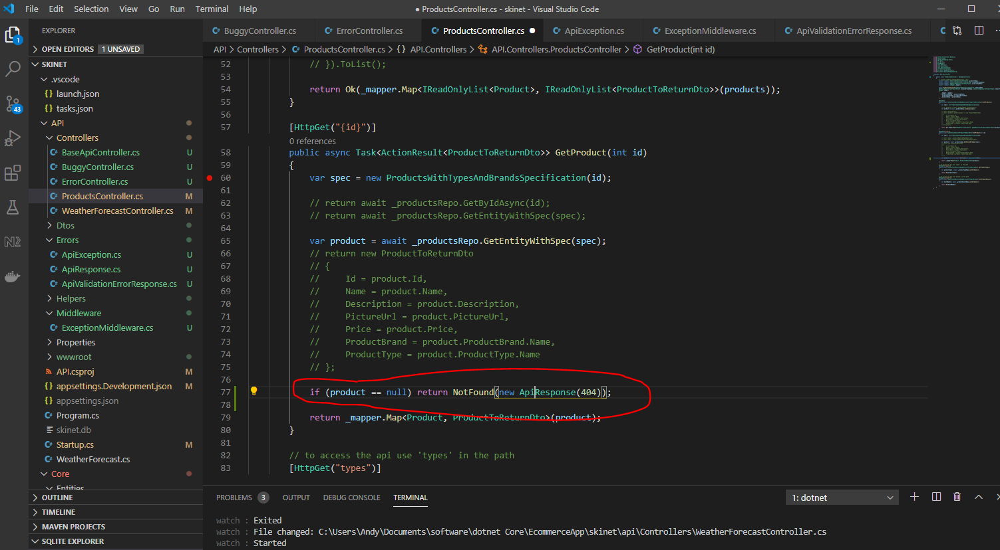 File Edit Selection View Go Run Terminal Help
● ProductsController.cs - skinet - Visual Studio Code
EXPLORER
OPEN EDITORS 1 UNSAVED
SKINET
.vscode
{} launch.json
{} tasks.json
API
Controllers
BaseApiController.cs U
BuggyController.cs U
ErrorController.cs U
ProductsController.cs M
WeatherForecastController.cs M
Dtos
Errors
ApiException.cs U
ApiResponse.cs U
ApiValidationErrorResponse.cs U
Helpers
Middleware
ExceptionMiddleware.cs U
Properties
wwwroot
API.csproj M
{} appsettings.Development.json M
{} appsettings.json
Program.cs
skinet.db
Startup.cs M
WeatherForecast.cs
Core
Entities
OUTLINE
TIMELINE
MAVEN PROJECTS
SQLITE EXPLORER
1
43
BuggyController.cs ErrorController.cs ProductsController.cs ● ApiException.cs ExceptionMiddleware.cs ApiValidationErrorResponse.cs
API > Controllers > ProductsController.cs > {} API.Controllers > API.Controllers.ProductsController > GetProduct(int id)
52 // }).ToList();
53
54 return Ok(_mapper.Map<IReadOnlyList<Product>, IReadOnlyList<ProductToReturnDto>>(products));
55 }
56
57 [HttpGet("{id}")]
0 references
58 public async Task<ActionResult<ProductToReturnDto>> GetProduct(int id)
59 {
60 var spec = new ProductsWithTypesAndBrandsSpecification(id);
61
62 // return await _productsRepo.GetByIdAsync(id);
63 // return await _productsRepo.GetEntityWithSpec(spec);
64
65 var product = await _productsRepo.GetEntityWithSpec(spec);
66 // return new ProductToReturnDto
67 // {
68 // Id = product.Id,
69 // Name = product.Name,
70 // Description = product.Description,
71 // PictureUrl = product.PictureUrl,
72 // Price = product.Price,
73 // ProductBrand = product.ProductBrand.Name,
74 // ProductType = product.ProductType.Name
75 // };
76
77 if (product == null) return NotFound(new ApiResponse(404));
78
79 return _mapper.Map<Product, ProductToReturnDto>(product);
80 }
81
82 // to access the api use 'types' in the path
83 [HttpGet("types")]
PROBLEMS 3 OUTPUT DEBUG CONSOLE TERMINAL 1: dotnet
watch : Exited
watch : File changed: C:\Users\Andy\Documents\software\dotnet Core\EcommerceApp\skinet\api\Controllers\WeatherForecastController.cs
watch : Started